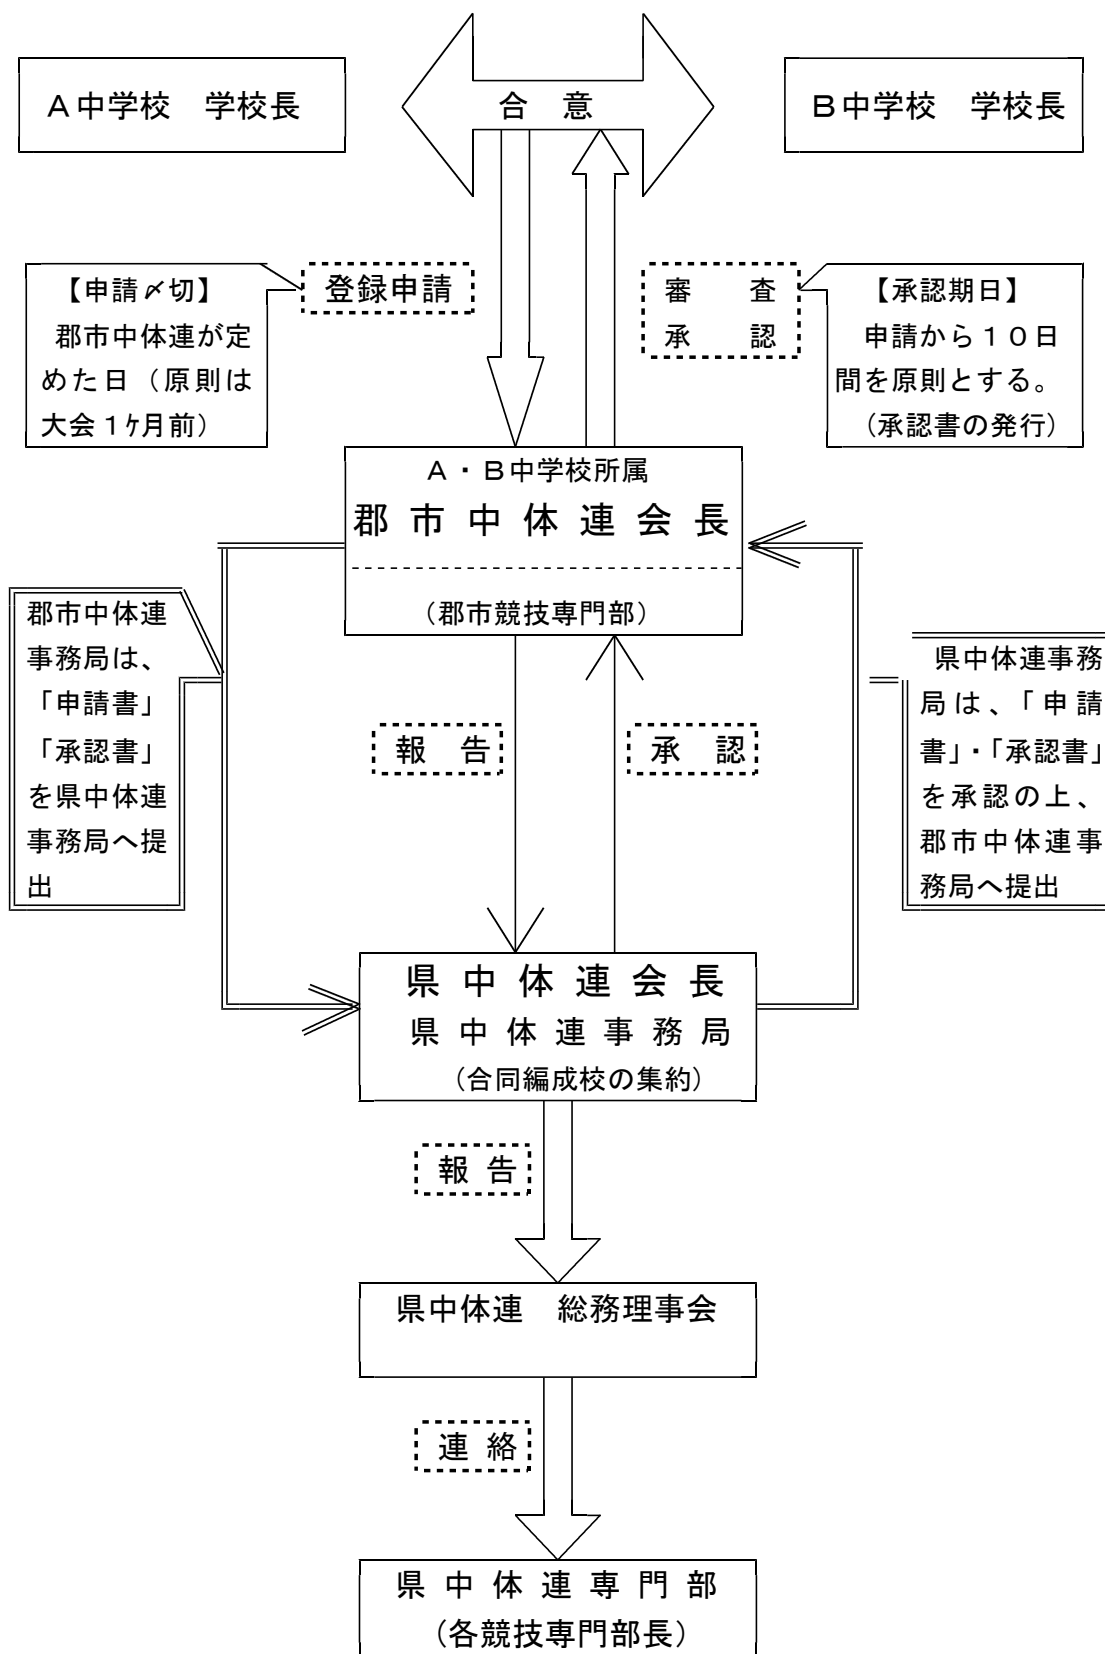 A中学校　学校長
合　意
B中学校　学校長
【申請〆切】
郡市中体連が定
めた日（原則は
大会１ｹ月前）
登録申請
審　査
承　認
【承認期日】
申請から１０日
間を原則とする。
（承認書の発行）
A・B中学校所属
郡市中体連会長
（郡市競技専門部）
郡市中体連
事務局は、
「申請書」
「承認書」
を県中体連
事務局へ提
出
報　告
承　認
県中体連事務
局は、「申請
書」・「承認書」
を承認の上、
郡市中体連事
務局へ提出
県中体連会長
県中体連事務局
（合同編成校の集約）
報告
県中体連　総務理事会
連絡
県中体連専門部
（各競技専門部長）